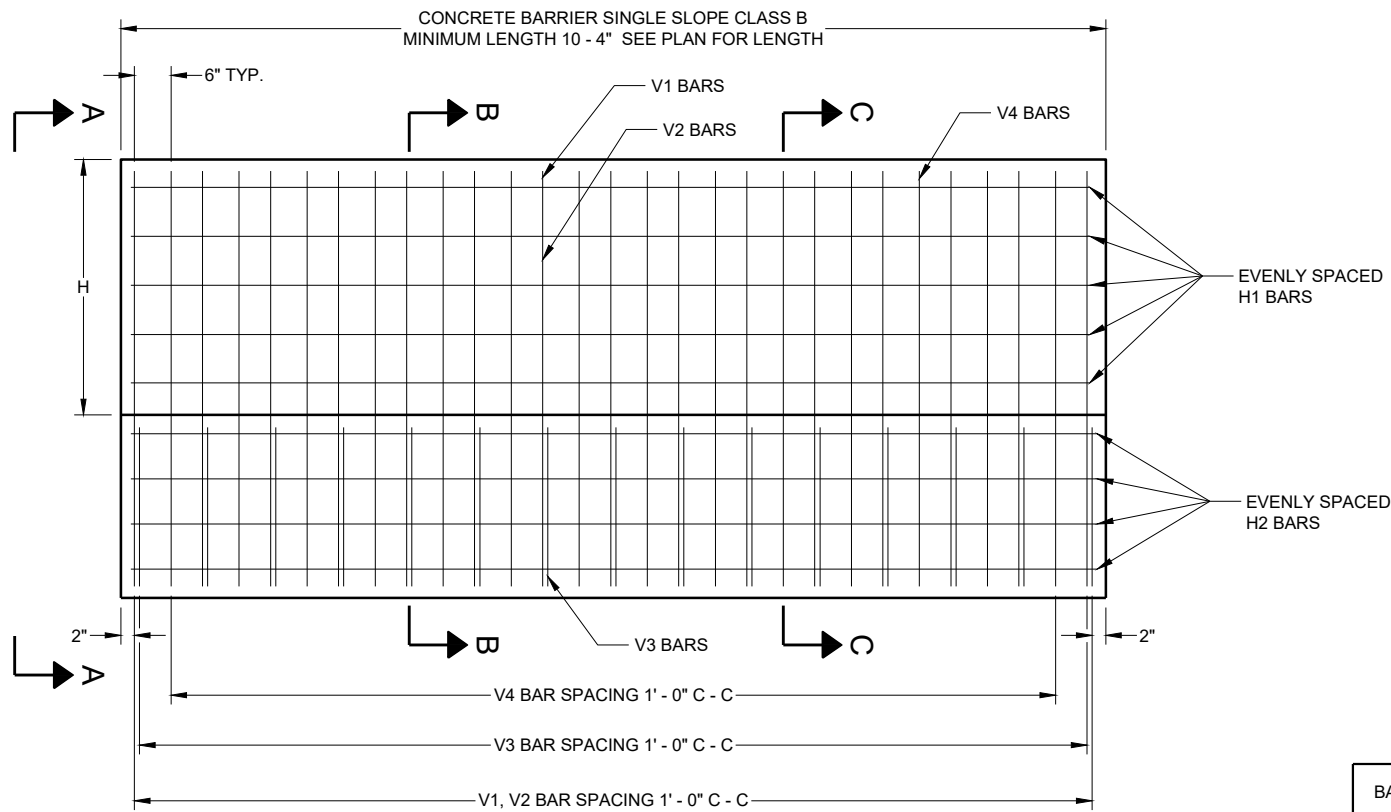 CONCRETE BARRIER SINGLE SLOPE CLASS B
MINIMUM LENGTH 10 - 4" SEE PLAN FOR LENGTH
6" TYP.
V1 BARS
V2 BARS
V4 BARS
A
B
C
H
EVENLY SPACED
H1 BARS
EVENLY SPACED
H2 BARS
2"
A
B
V3 BARS
C
2"
V4 BAR SPACING 1' - 0" C - C
V3 BAR SPACING 1' - 0" C - C
V1, V2 BAR SPACING 1' - 0" C - C